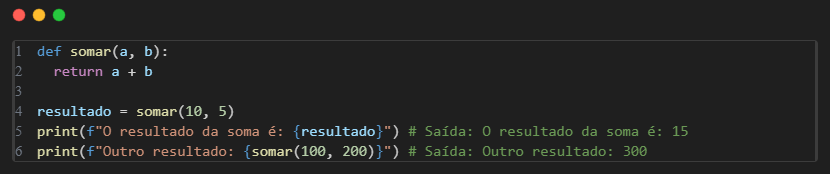 1 def somar(a, b):
2   return a + b
3
4 resultado = somar(10, 5)
5 print(f"O resultado da soma é: {resultado}") # Saída: O resultado da soma é: 15
6 print(f"Outro resultado: {somar(100, 200)}") # Saída: Outro resultado: 300